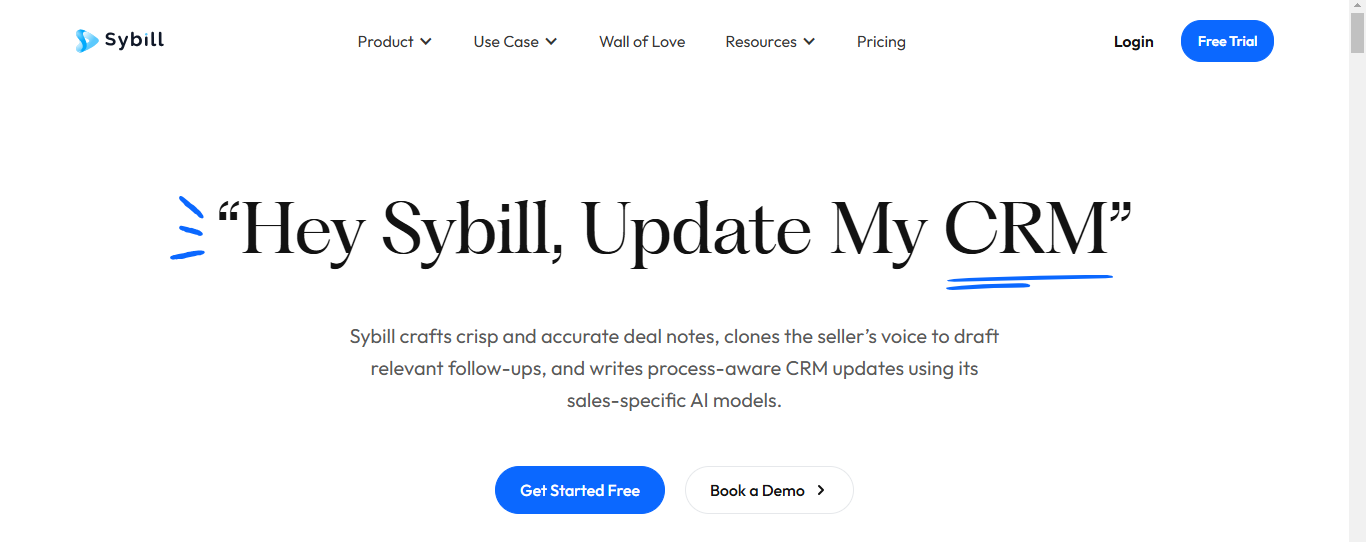 Sybill
Product
Use Case
Wall of Love
Resources
Pricing
Login
Free Trial
“Hey Sybill, Update My CRM”
Sybill crafts crisp and accurate deal notes, clones the seller’s voice to draft
relevant follow-ups, and writes process-aware CRM updates using its
sales-specific AI models.
Get Started Free
Book a Demo